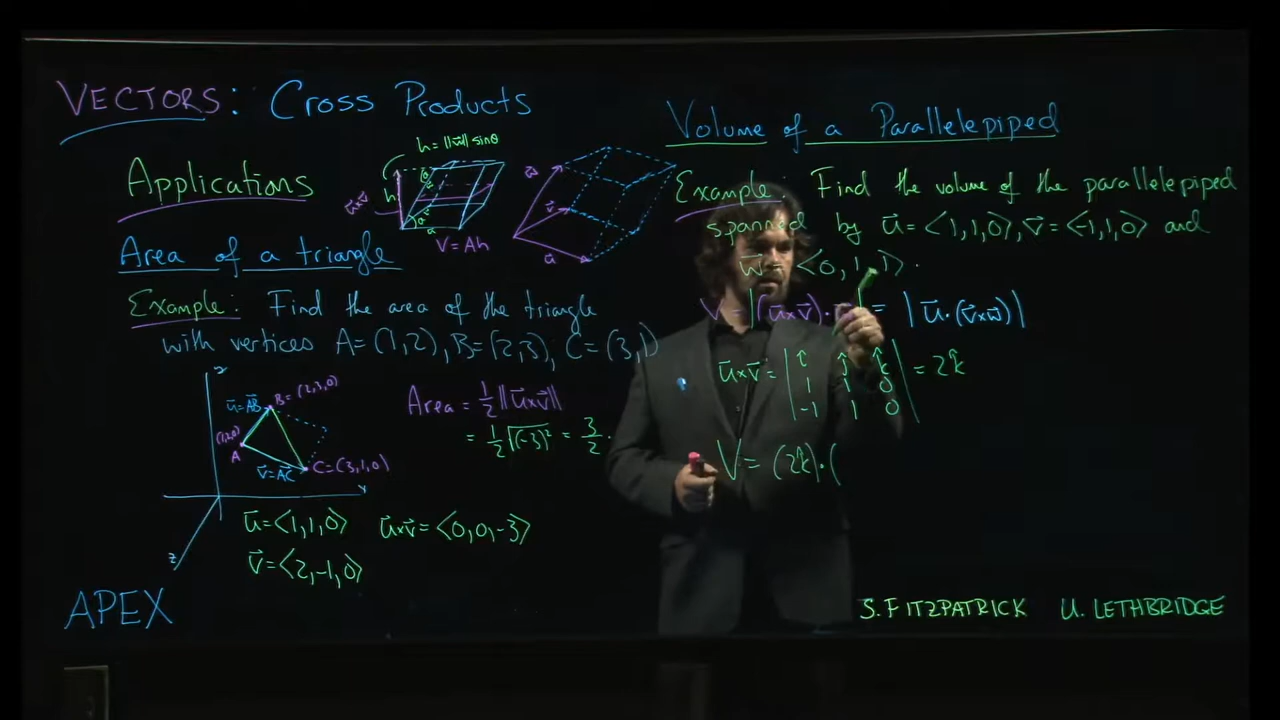 VECTORS: Cross Products
Applications
h = ||w⃗|| sinθ
h
θ
θ
u⃗×v⃗
V = Ah
w⃗
v⃗
u⃗
Area of a triangle
Example: Find the area of the triangle
with vertices A = (1,2), B = (2,3), C = (3,1)
B = (2,3,0)
u⃗ = AB⃗
(1,2,0)
A
v⃗ = AC⃗
C = (3,1,0)
z
Area = ½||u⃗×v⃗||
= ½√(-3)² = 3/2.
u⃗ = <1,1,0> u⃗×v⃗ = <0,0,-3>
v⃗ = <2,-1,0>
APEX
Volume of a Parallelepiped
Example: Find the volume of the parallelepiped
spanned by u⃗ = <1,1,0>, v⃗ = <-1,1,0> and
w⃗ = <0,1,1>.
V = |(u⃗×v⃗)· | = |u⃗·(v⃗×w⃗)|
u⃗×v⃗ = | î ĵ k̂ | = 2k̂
1 1 0
-1 1 0
V = (2k̂)·(
S. FITZPATRICK U. LETHBRIDGE